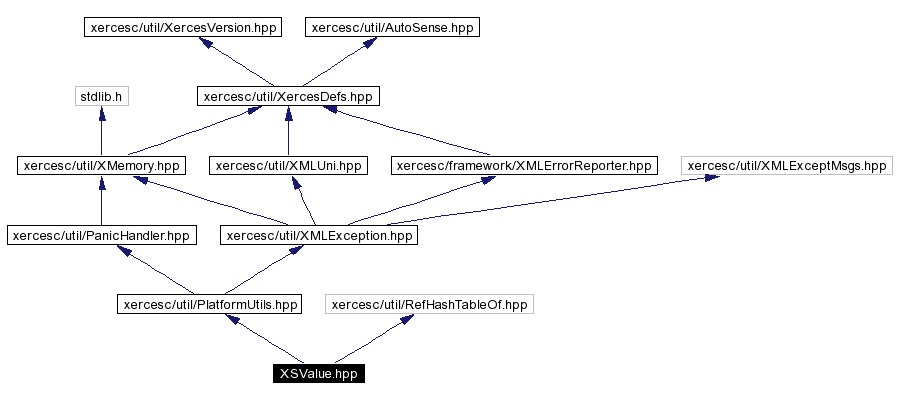 xercesc/util/XercesVersion.hpp
xercesc/util/AutoSense.hpp
stdlib.h
xercesc/util/XercesDefs.hpp
xercesc/util/XMemory.hpp
xercesc/util/XMLUni.hpp
xercesc/framework/XMLErrorReporter.hpp
xercesc/util/XMLExceptMsgs.hpp
xercesc/util/PanicHandler.hpp
xercesc/util/XMLException.hpp
xercesc/util/PlatformUtils.hpp
xercesc/util/RefHashTableOf.hpp
XSValue.hpp